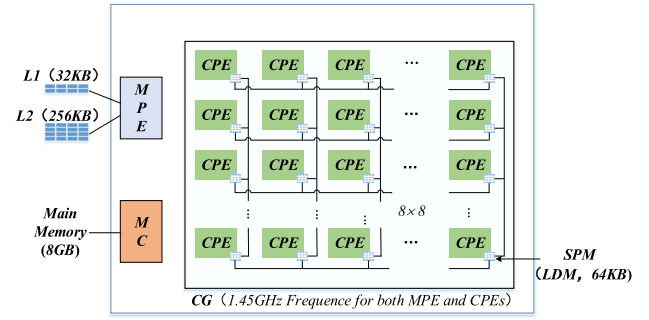 L1（32KB）
L2（256KB）
M
P
E
Main
Memory
(8GB)
M
C
CPE CPE CPE ... CPE
CPE CPE CPE ... CPE
CPE CPE CPE ... CPE
... ... ... 8×8 ...
CPE CPE CPE ... CPE
SPM
(LDM，64KB)
CG（1.45GHz Frequence for both MPE and CPEs）